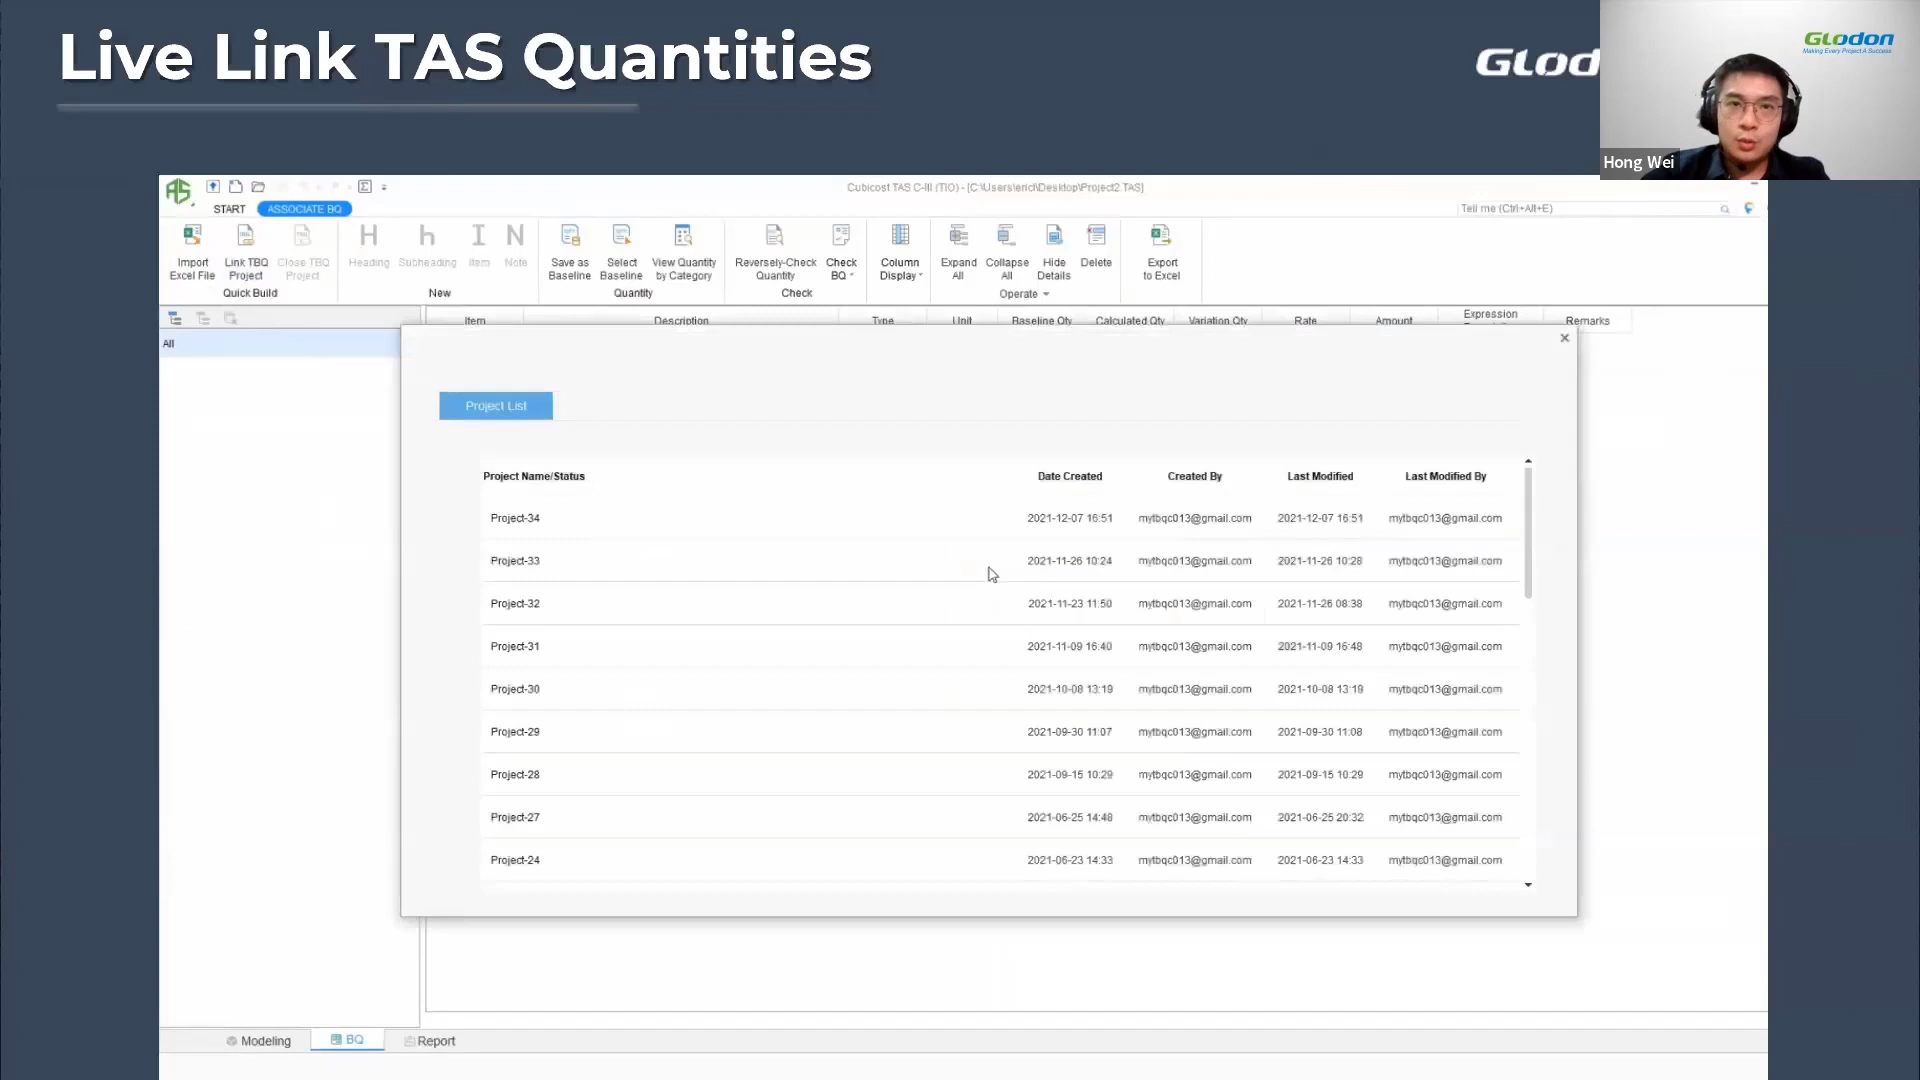 Live Link TAS Quantities
GLOD
GLODON
Making Every Project A Success
Hong Wei
Cubicost TAS C-III (TIO) - [C:\Users\erici\Desktop\Project2.TAS]
START ASSOCIATE BQ
Tell me (Ctrl+Alt+E)
Import Excel File
Link TBQ Project
Close TBQ Project
Heading
Subheading
Item
Note
Save as Baseline
Select Baseline
View Quantity by Category
Reversely-Check Quantity
Check BQ
Column Display
Expand All
Collapse All
Hide Details
Delete
Export to Excel
Quick Build
New
Quantity
Check
Operate
Item Description Type Unit Baseline Qty Calculated Qty Variation Qty Rate Amount Expression Remarks
All
Project List
Project Name/Status Date Created Created By Last Modified Last Modified By
Project-34 2021-12-07 16:51 mytbqc013@gmail.com 2021-12-07 16:51 mytbqc013@gmail.com
Project-33 2021-11-26 10:24 mytbqc013@gmail.com 2021-11-26 10:28 mytbqc013@gmail.com
Project-32 2021-11-23 11:50 mytbqc013@gmail.com 2021-11-26 08:38 mytbqc013@gmail.com
Project-31 2021-11-09 16:40 mytbqc013@gmail.com 2021-11-09 16:48 mytbqc013@gmail.com
Project-30 2021-10-08 13:19 mytbqc013@gmail.com 2021-10-08 13:19 mytbqc013@gmail.com
Project-29 2021-09-30 11:07 mytbqc013@gmail.com 2021-09-30 11:08 mytbqc013@gmail.com
Project-28 2021-09-15 10:29 mytbqc013@gmail.com 2021-09-15 10:29 mytbqc013@gmail.com
Project-27 2021-06-25 14:48 mytbqc013@gmail.com 2021-06-25 20:32 mytbqc013@gmail.com
Project-24 2021-06-23 14:33 mytbqc013@gmail.com 2021-06-23 14:33 mytbqc013@gmail.com
Modeling BQ Report